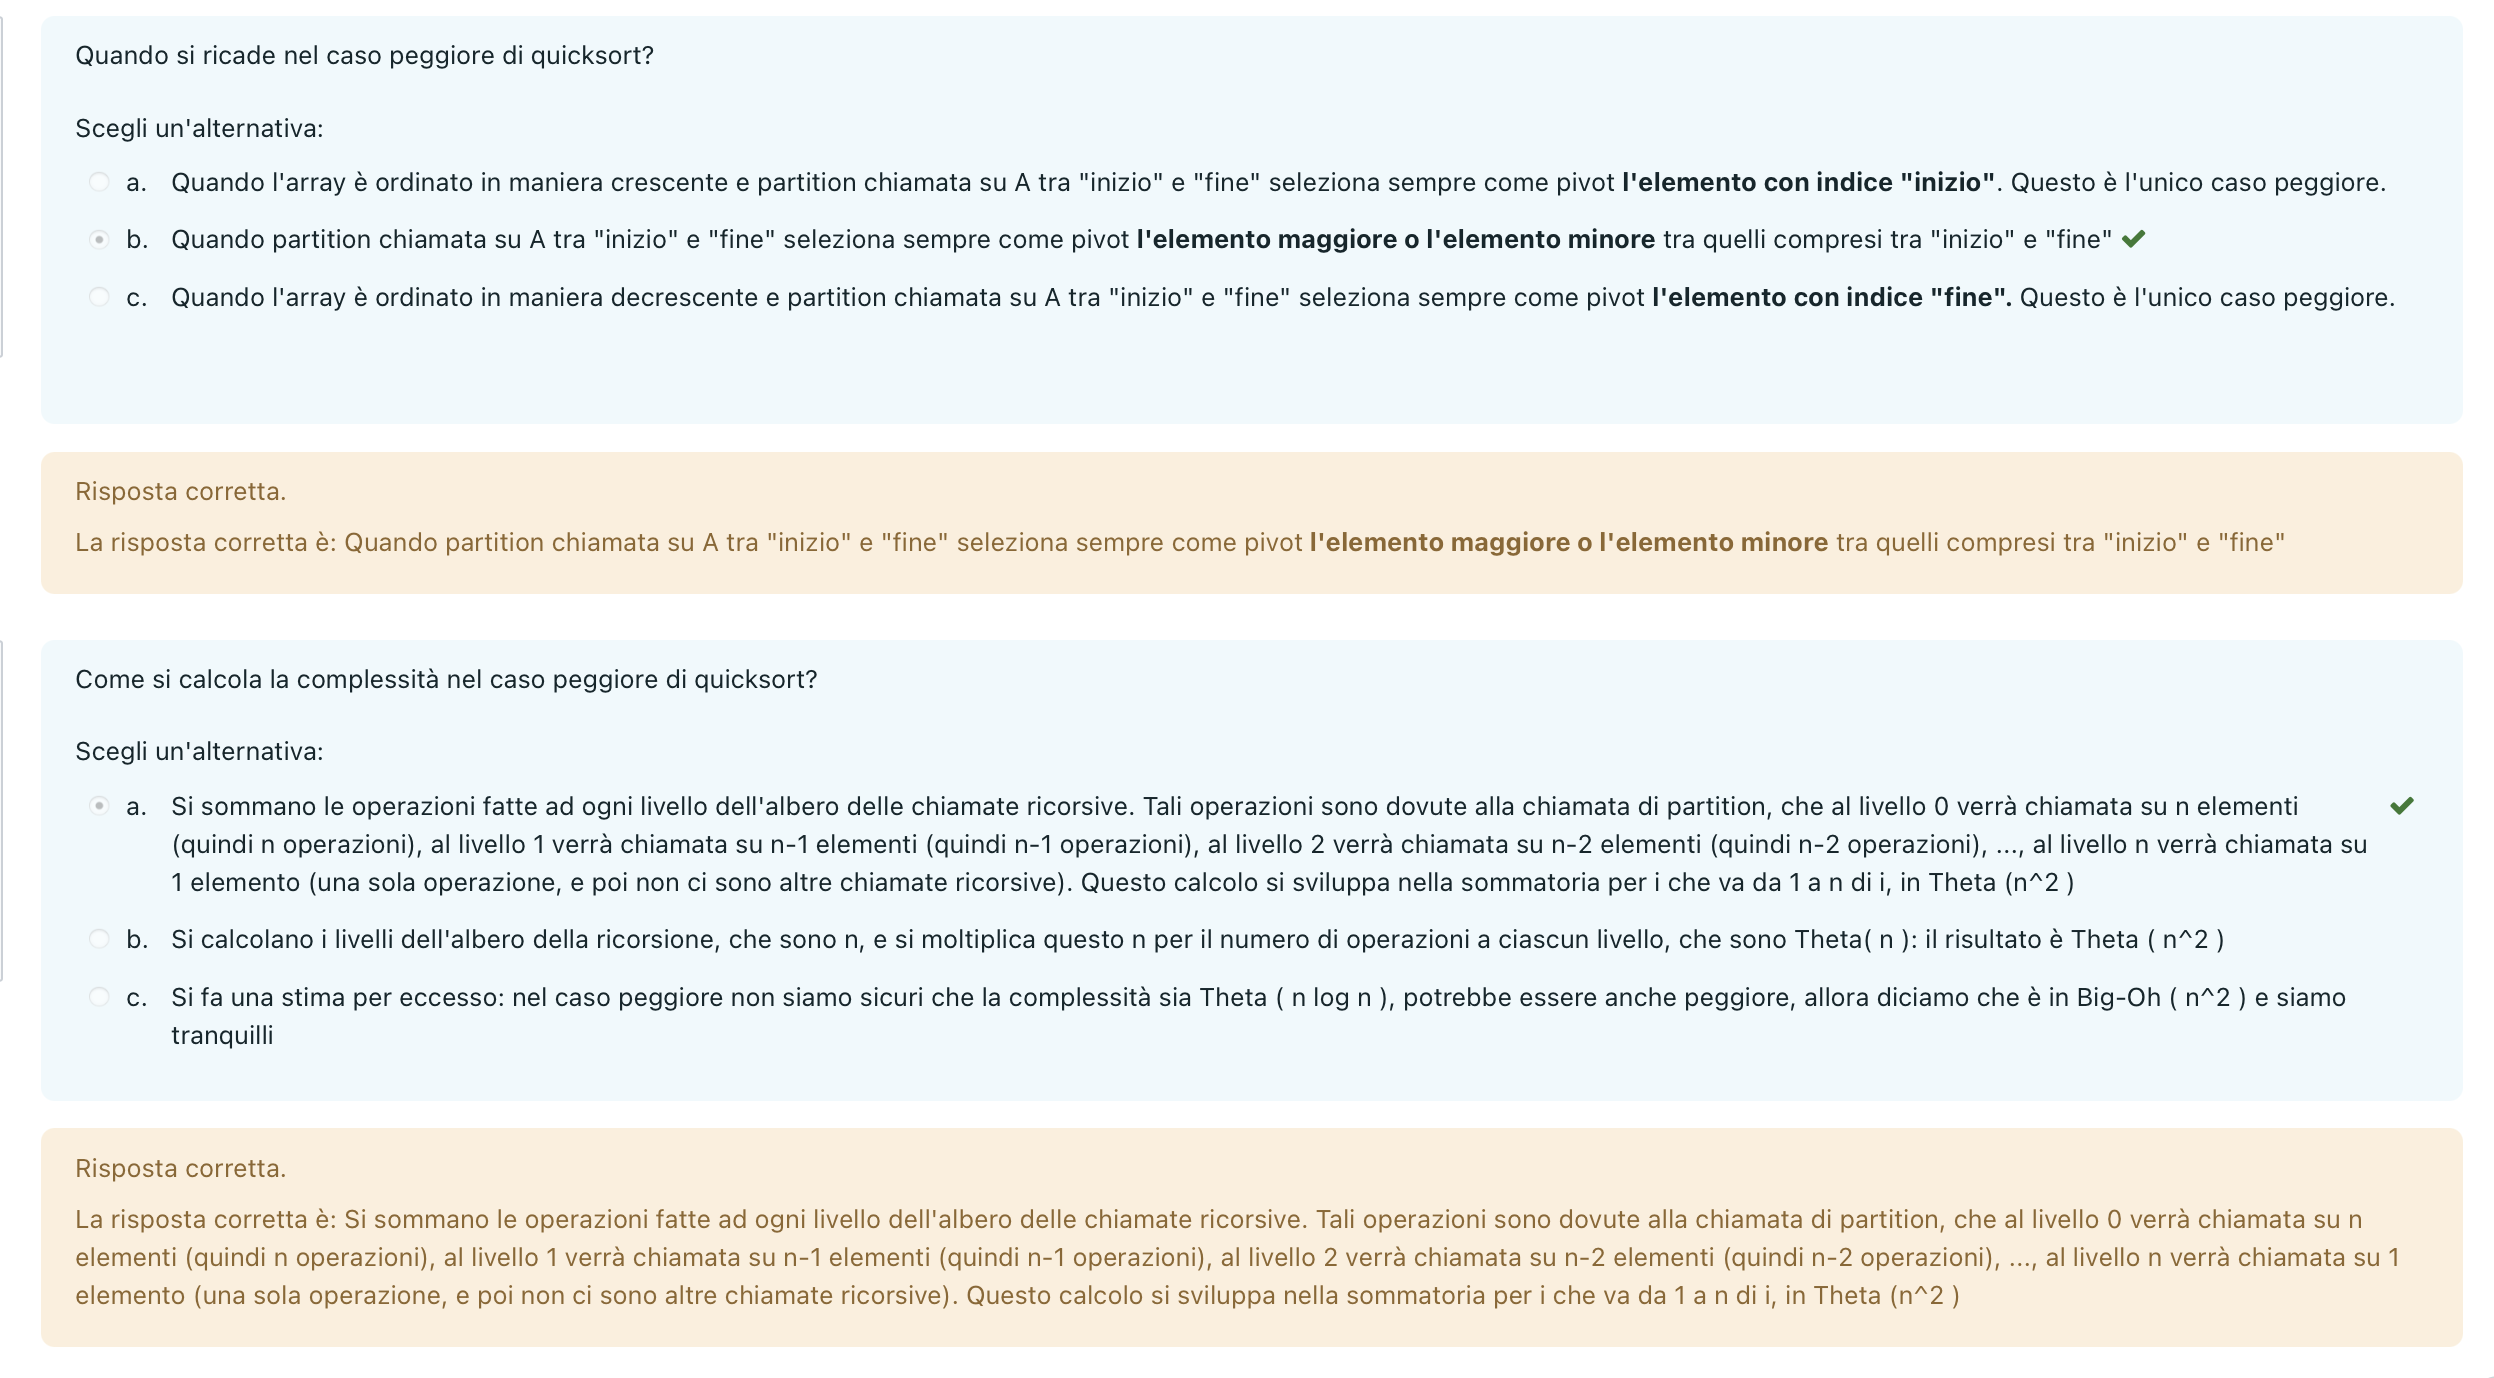 Quando si ricade nel caso peggiore di quicksort?
Scegli un'alternativa:
a. Quando l'array è ordinato in maniera crescente e partition chiamata su A tra "inizio" e "fine" seleziona sempre come pivot l'elemento con indice "inizio". Questo è l'unico caso peggiore.
b. Quando partition chiamata su A tra "inizio" e "fine" seleziona sempre come pivot l'elemento maggiore o l'elemento minore tra quelli compresi tra "inizio" e "fine"
c. Quando l'array è ordinato in maniera decrescente e partition chiamata su A tra "inizio" e "fine" seleziona sempre come pivot l'elemento con indice "fine". Questo è l'unico caso peggiore.
Risposta corretta.
La risposta corretta è: Quando partition chiamata su A tra "inizio" e "fine" seleziona sempre come pivot l'elemento maggiore o l'elemento minore tra quelli compresi tra "inizio" e "fine"
Come si calcola la complessità nel caso peggiore di quicksort?
Scegli un'alternativa:
a. Si sommano le operazioni fatte ad ogni livello dell'albero delle chiamate ricorsive. Tali operazioni sono dovute alla chiamata di partition, che al livello 0 verrà chiamata su n elementi
(quindi n operazioni), al livello 1 verrà chiamata su n-1 elementi (quindi n-1 operazioni), al livello 2 verrà chiamata su n-2 elementi (quindi n-2 operazioni), ..., al livello n verrà chiamata su
1 elemento (una sola operazione, e poi non ci sono altre chiamate ricorsive). Questo calcolo si sviluppa nella sommatoria per i che va da 1 a n di i, in Theta (n^2 )
b. Si calcolano i livelli dell'albero della ricorsione, che sono n, e si moltiplica questo n per il numero di operazioni a ciascun livello, che sono Theta( n ): il risultato è Theta ( n^2 )
c. Si fa una stima per eccesso: nel caso peggiore non siamo sicuri che la complessità sia Theta ( n log n ), potrebbe essere anche peggiore, allora diciamo che è in Big-Oh ( n^2 ) e siamo
tranquilli
Risposta corretta.
La risposta corretta è: Si sommano le operazioni fatte ad ogni livello dell'albero delle chiamate ricorsive. Tali operazioni sono dovute alla chiamata di partition, che al livello 0 verrà chiamata su n
elementi (quindi n operazioni), al livello 1 verrà chiamata su n-1 elementi (quindi n-1 operazioni), al livello 2 verrà chiamata su n-2 elementi (quindi n-2 operazioni), ..., al livello n verrà chiamata su 1
elemento (una sola operazione, e poi non ci sono altre chiamate ricorsive). Questo calcolo si sviluppa nella sommatoria per i che va da 1 a n di i, in Theta (n^2 )